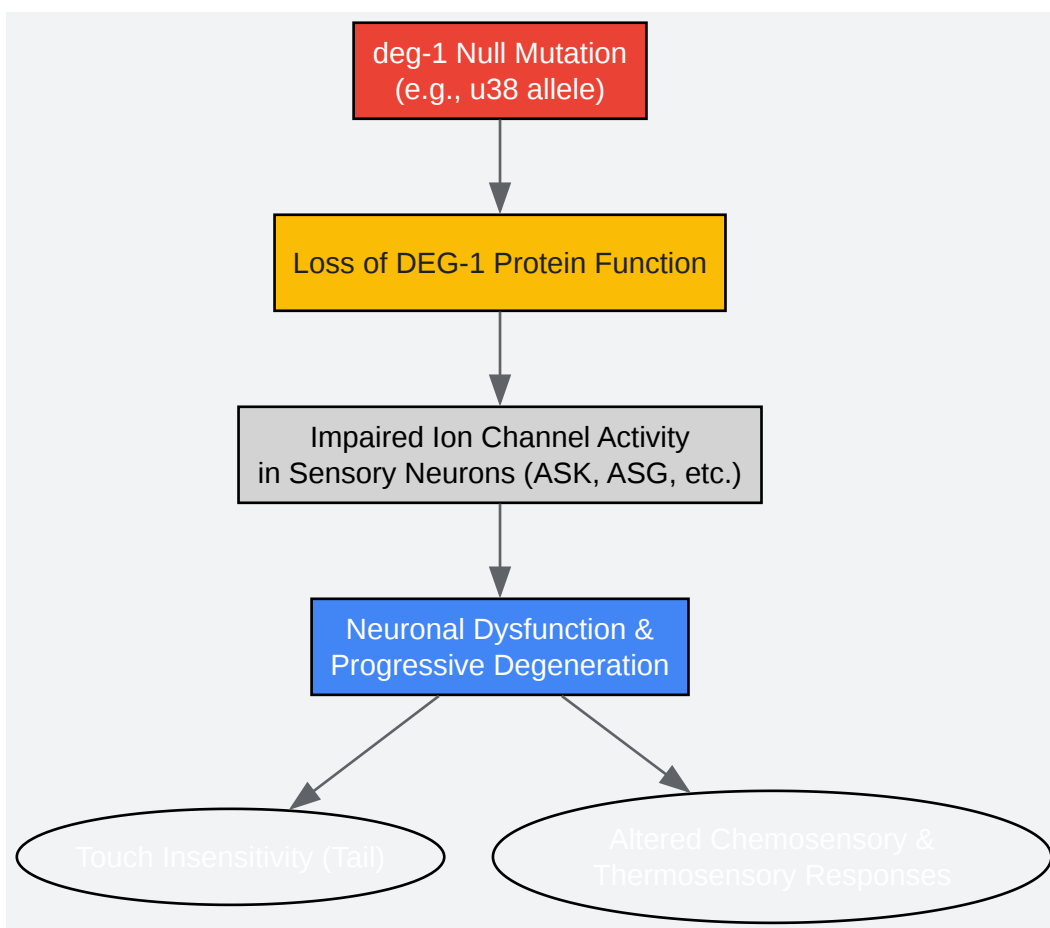 deg-1 Null Mutation
(e.g., u38 allele)
Loss of DEG-1 Protein Function
Impaired Ion Channel Activity
in Sensory Neurons (ASK, ASG, etc.)
Neuronal Dysfunction &
Progressive Degeneration
Touch Insensitivity (Tail)
Altered Chemosensory &
Thermosensory Responses